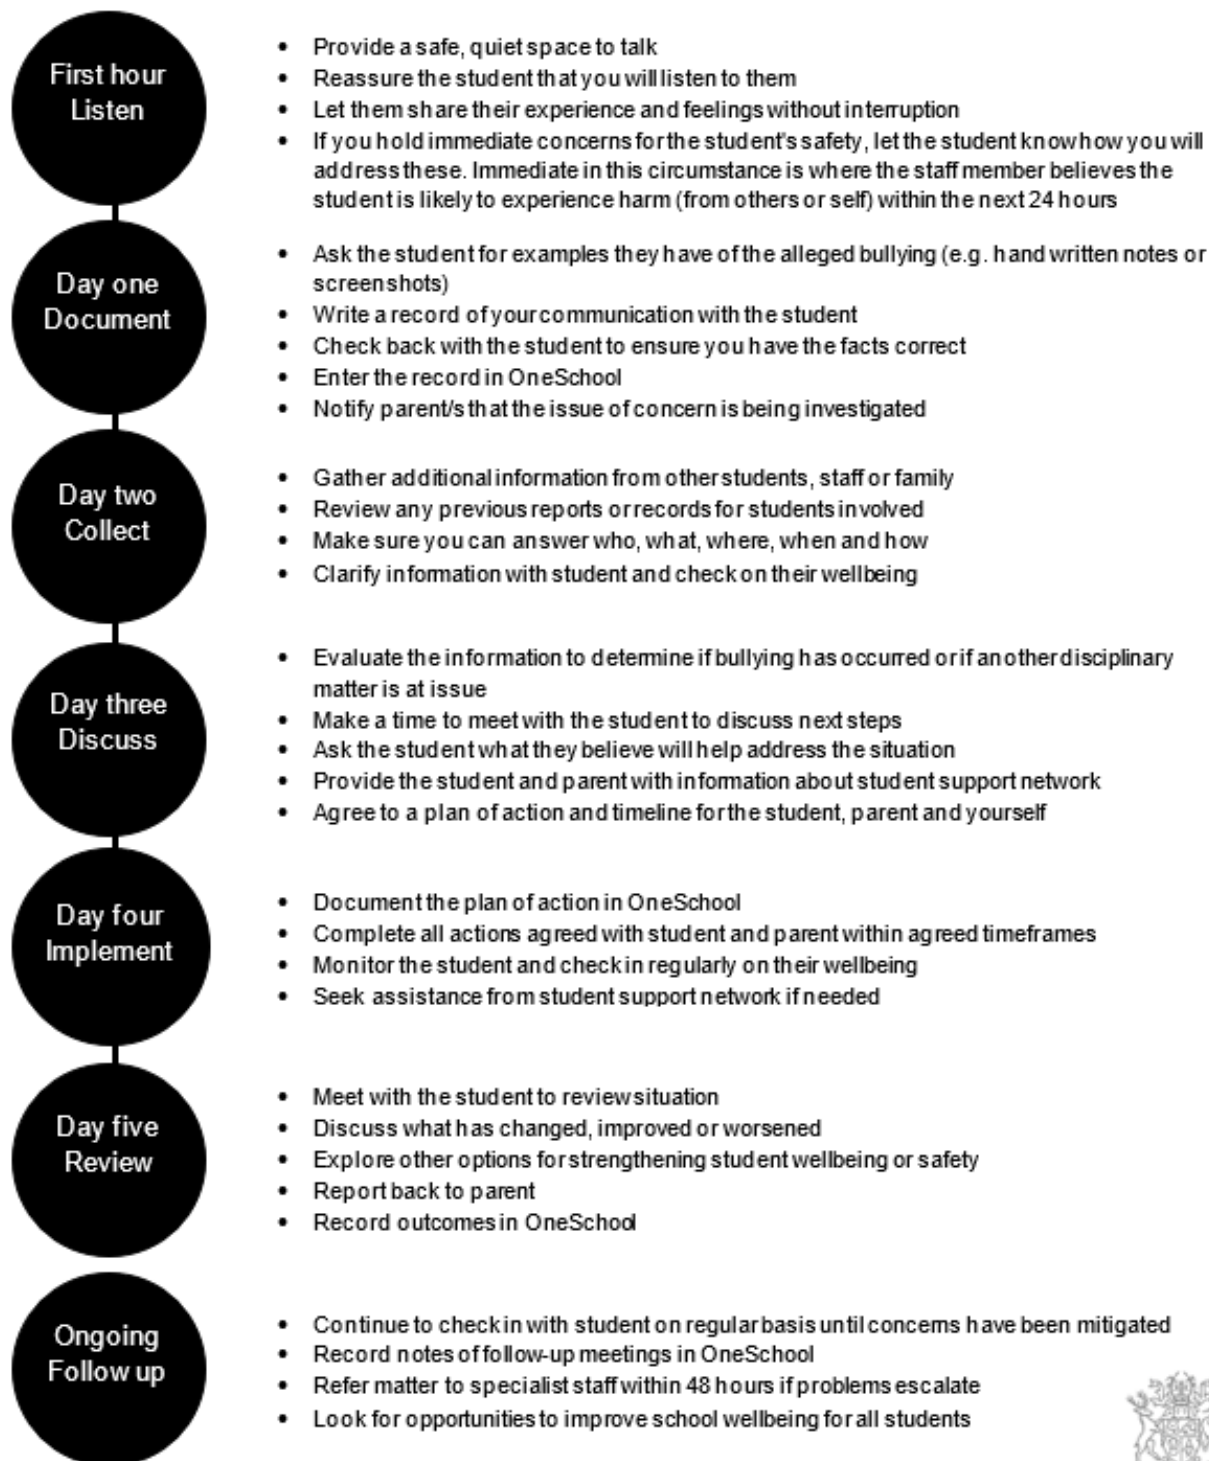 First hour
Listen
• Provide a safe, quiet space to talk
• Reassure the student that you will listen to them
• Let them share their experience and feelings without interruption
• If you hold immediate concerns for the student's safety, let the student know how you will
address these. Immediate in this circumstance is where the staff member believes the
student is likely to experience harm (from others or self) within the next 24 hours
Day one
Document
• Ask the student for examples they have of the alleged bullying (e.g. hand written notes or
screenshots)
• Write a record of your communication with the student
• Check back with the student to ensure you have the facts correct
• Enter the record in OneSchool
• Notify parent/s that the issue of concern is being investigated
Day two
Collect
• Gather additional information from other students, staff or family
• Review any previous reports or records for students involved
• Make sure you can answer who, what, where, when and how
• Clarify information with student and check on their wellbeing
Day three
Discuss
• Evaluate the information to determine if bullying has occurred or if another disciplinary
matter is at issue
• Make a time to meet with the student to discuss next steps
• Ask the student what they believe will help address the situation
• Provide the student and parent with information about student support network
• Agree to a plan of action and timeline for the student, parent and yourself
Day four
Implement
• Document the plan of action in OneSchool
• Complete all actions agreed with student and parent within agreed timeframes
• Monitor the student and check in regularly on their wellbeing
• Seek assistance from student support network if needed
Day five
Review
• Meet with the student to review situation
• Discuss what has changed, improved or worsened
• Explore other options for strengthening student wellbeing or safety
• Report back to parent
• Record outcomes in OneSchool
Ongoing
Follow up
• Continue to check in with student on regular basis until concerns have been mitigated
• Record notes of follow-up meetings in OneSchool
• Refer matter to specialist staff within 48 hours if problems escalate
• Look for opportunities to improve school wellbeing for all students